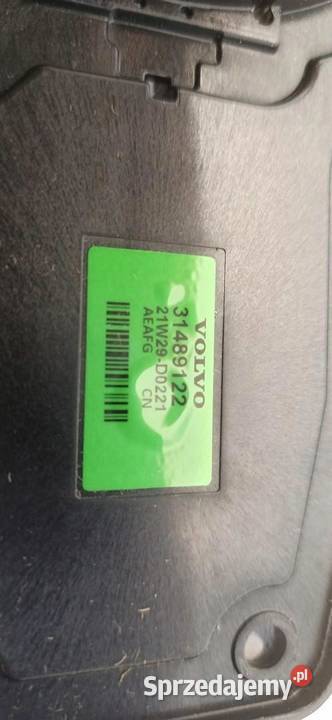 VOLVO
31489122
21W29-D0221
AEAFG CN
Sprzedajemy.pl